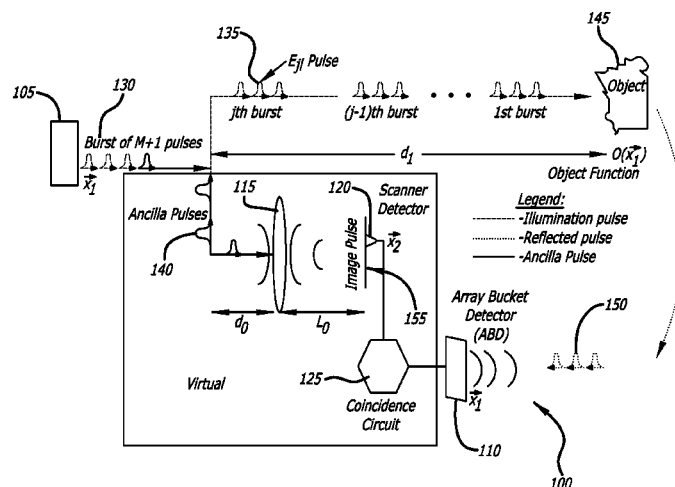 135
145
E_jl Pulse
105
130
Object
jth burst
(j-1)th burst
• • •
1st burst
Burst of M+1 pulses
x⃗1
d1
O(x⃗1)
Object Function
115
120
Scanner
Detector
Ancilla Pulses
140
Image Pulse
x⃗2
Legend:
-Illumination pulse
-Reflected pulse
-Ancilla Pulse
155
Array Bucket
Detector
(ABD)
150
d0
L0
Virtual
125
Coincidence
Circuit
x⃗1
110
100